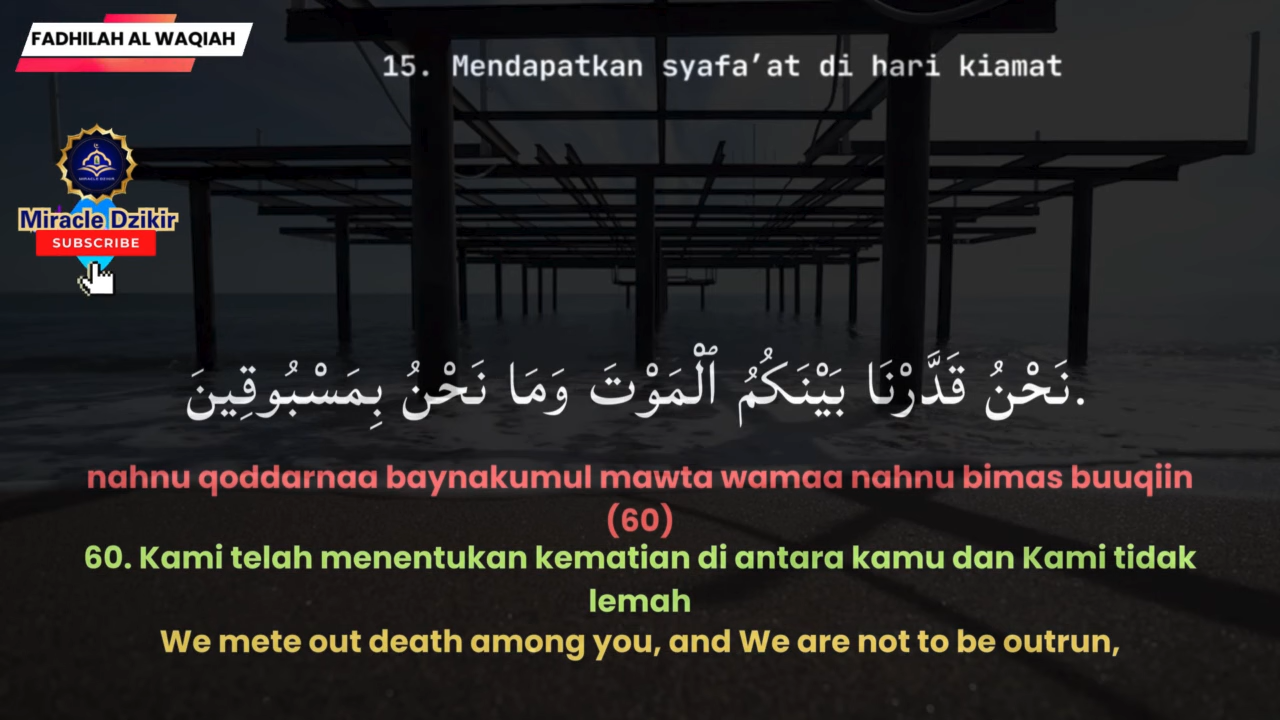 FADHILAH AL WAQIAH
15. Mendapatkan syafa’at di hari kiamat
Miracle Dzikir
SUBSCRIBE
نَحْنُ قَدَّرْنَا بَيْنَكُمُ ٱلْمَوْتَ وَمَا نَحْنُ بِمَسْبُوقِينَ.
nahnu qoddarnaa baynakumul mawta wamaa nahnu bimas buuqiin
(60)
60. Kami telah menentukan kematian di antara kamu dan Kami tidak
lemah
We mete out death among you, and We are not to be outrun,